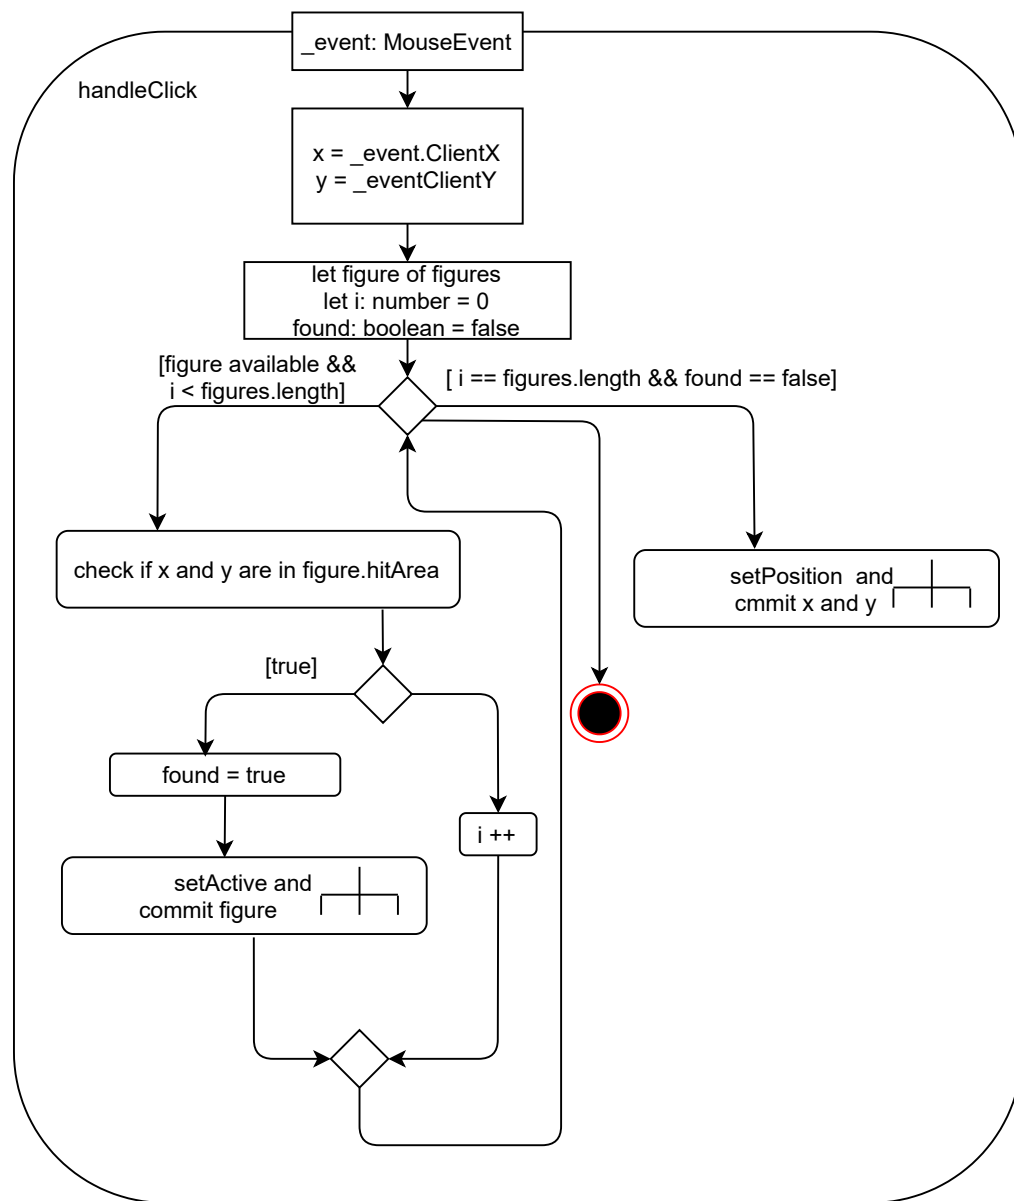 _event: MouseEvent
handleClick
x = _event.ClientX
y = _eventClientY
let figure of figures
let i: number = 0
found: boolean = false
[figure available &&
i < figures.length]
[ i == figures.length && found == false]
check if x and y are in figure.hitArea
setPosition  and
cmmit x and y
[true]
found = true
i ++
setActive and
commit figure